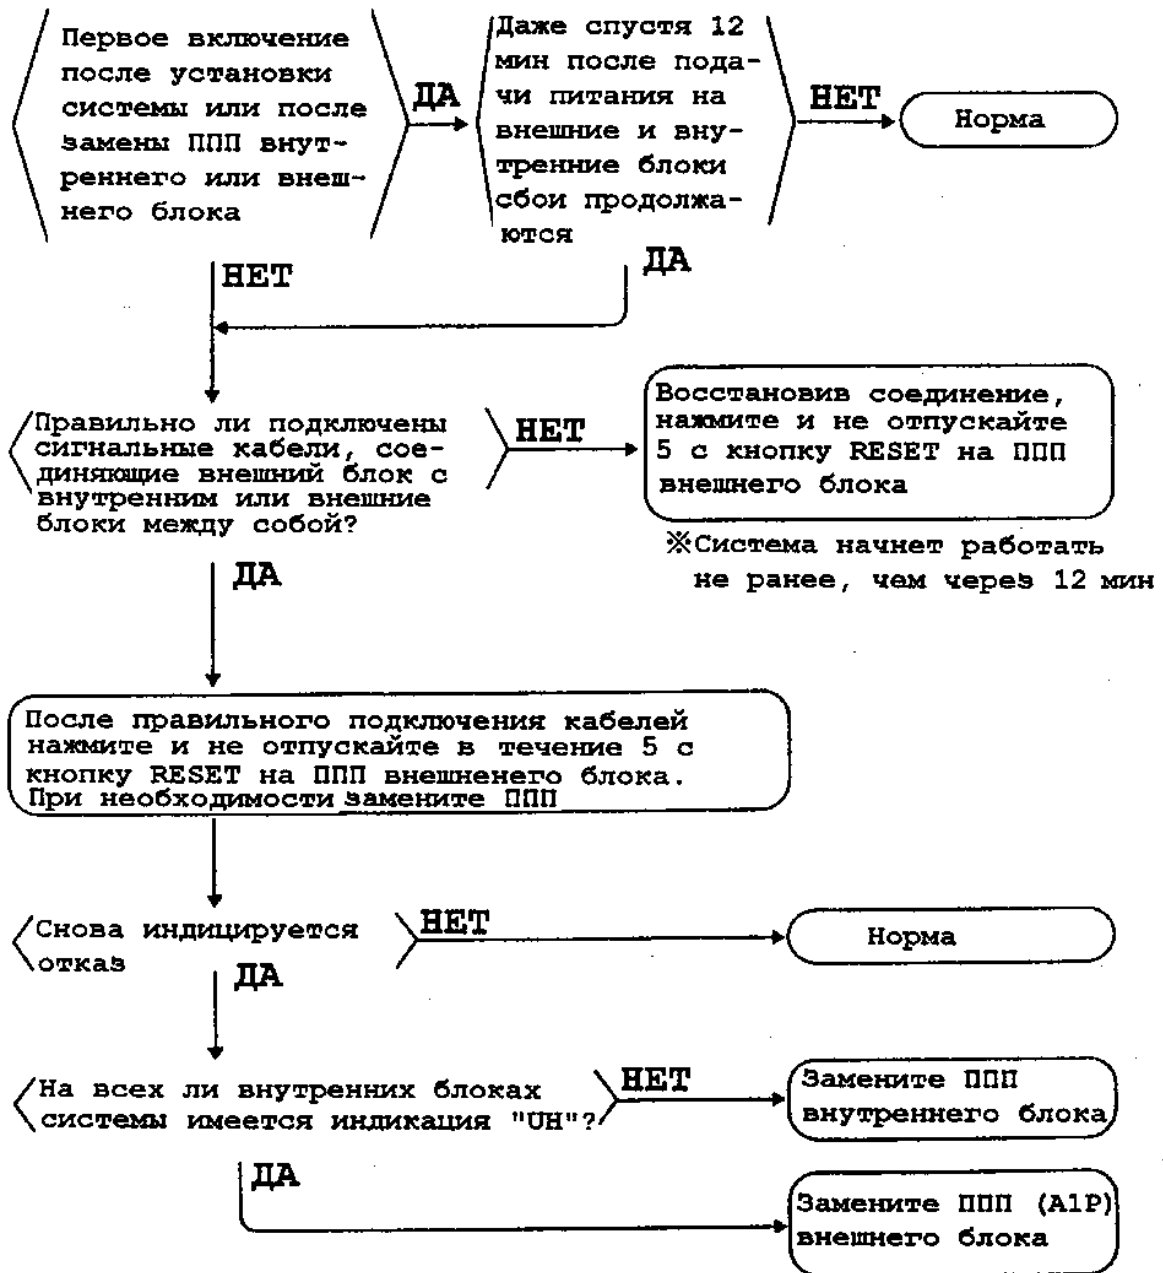 Первое включение
после установки
системы или после
замены ППП внут-
реннего или внеш-
него блока
ДА
Даже спустя 12
мин после пода-
чи питания на
внешние и вну-
тренние блоки
сбои продолжа-
ются
НЕТ
Норма
НЕТ
ДА
Правильно ли подключены
сигнальные кабели, сое-
диняющие внешний блок с
внутренним или внешние
блоки между собой?
НЕТ
Восстановив соединение,
нажмите и не отпускайте
5 с кнопку RESET на ППП
внешнего блока
※Система начнет работать
не ранее, чем через 12 мин
ДА
После правильного подключения кабелей
нажмите и не отпускайте в течение 5 с
кнопку RESET на ППП внешненего блока.
При необходимости замените ППП
Снова индицируется
отказ
НЕТ
Норма
ДА
На всех ли внутренних блоках
системы имеется индикация "UH"?
НЕТ
Замените ППП
внутреннего блока
ДА
Замените ППП (A1P)
внешнего блока